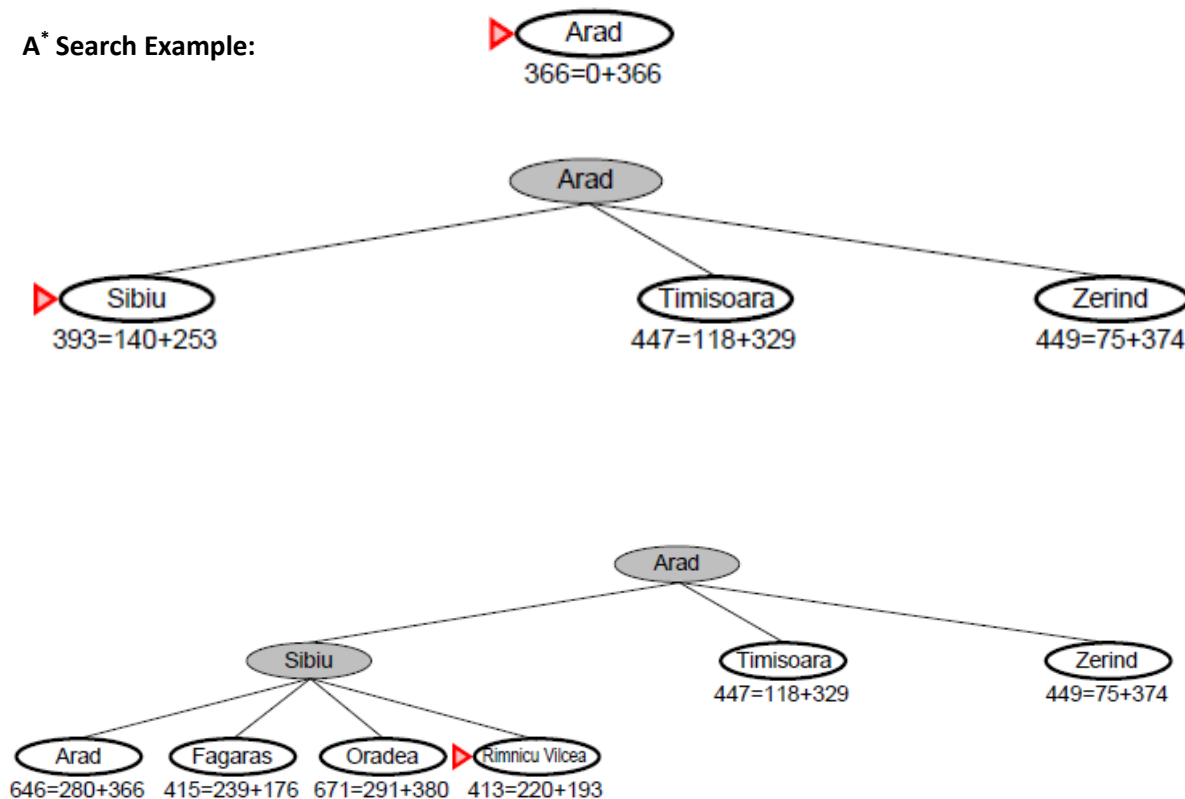 A* Search Example:
Arad
366=0+366
Arad
Sibiu Timisoara Zerind
393=140+253 447=118+329 449=75+374
Arad
Sibiu Timisoara Zerind
447=118+329 449=75+374
Arad Fagaras Oradea Rimnicu Vilcea
646=280+366 415=239+176 671=291+380 413=220+193